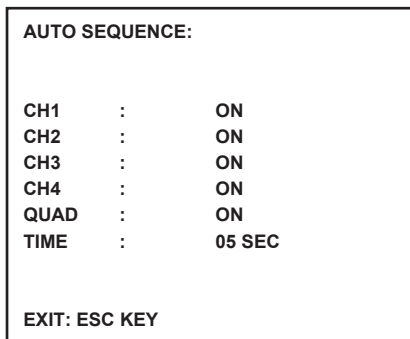 AUTO SEQUENCE:
CH1 : ON
CH2 : ON
CH3 : ON
CH4 : ON
QUAD : ON
TIME : 05 SEC
EXIT: ESC KEY